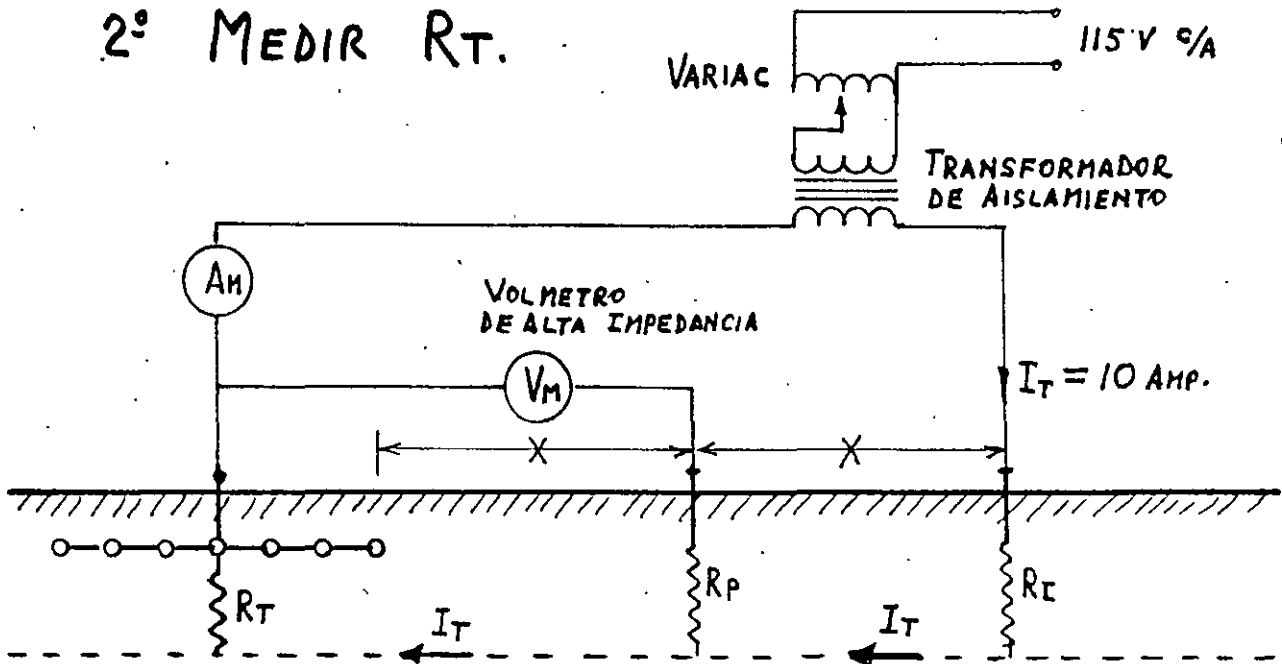 2º MEDIR RT.
115 V C/A
VARIAC
TRANSFORMADOR
DE AISLAMIENTO
AM
VOLMETRO
DE ALTA IMPEDANCIA
VM
IT = 10 AMP.
X
X
RT
RP
RI
IT
IT